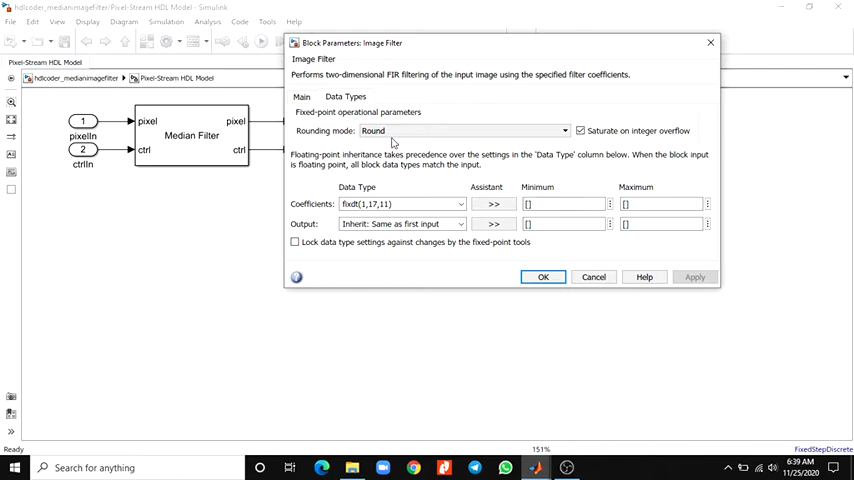 hdlcoder_medianimagefilter/Pixel-Stream HDL Model - Simulink
File Edit View Display Diagram Simulation Analysis Code Tools Help
Pixel-Stream HDL Model
hdlcoder_medianimagefilter Pixel-Stream HDL Model
1
pixelIn
2
ctrlIn
pixel pixel
Median Filter
ctrl ctrl
Block Parameters: Image Filter
Image Filter
Performs two-dimensional FIR filtering of the input image using the specified filter coefficients.
Main Data Types
Fixed-point operational parameters
Rounding mode: Round Saturate on integer overflow
Floating-point inheritance takes precedence over the settings in the 'Data Type' column below. When the block input
is floating point, all block data types match the input.
Data Type Assistant Minimum Maximum
Coefficients: fixdt(1,17,11) >> [] []
Output: Inherit: Same as first input >> [] []
Lock data type settings against changes by the fixed-point tools
OK Cancel Help Apply
Ready 151% FixedStepDiscrete
Search for anything
6:39 AM
11/25/2020